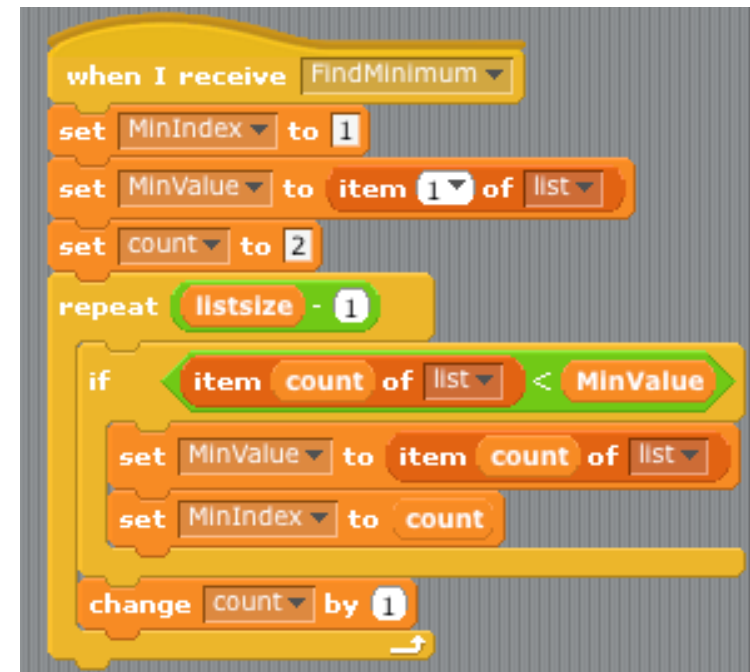 when I receive FindMinimum
set MinIndex to 1
set MinValue to item 1 of list
set count to 2
repeat listsize - 1
if item count of list < MinValue
set MinValue to item count of list
set MinIndex to count
change count by 1